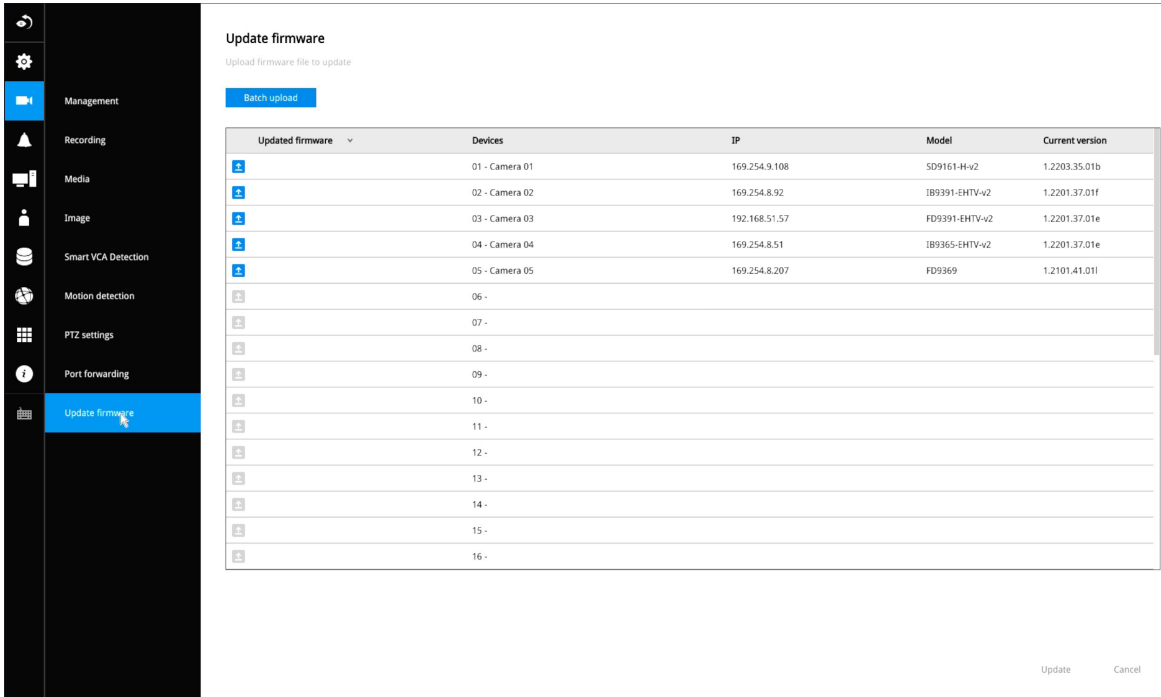 Update firmware
Upload firmware file to update
Batch upload
Management
Recording
Media
Image
Smart VCA Detection
Motion detection
PTZ settings
Port forwarding
Update firmware
Updated firmware Devices IP Model Current version
01 - Camera 01 169.254.9.108 SD9161-H-v2 1.2203.35.01b
02 - Camera 02 169.254.8.92 IB9391-EHTV-v2 1.2201.37.01f
03 - Camera 03 192.168.51.57 FD9391-EHTV-v2 1.2201.37.01e
04 - Camera 04 169.254.8.51 IB9365-EHTV-v2 1.2201.37.01e
05 - Camera 05 169.254.8.207 FD9369 1.2101.41.01l
06 -
07 -
08 -
09 -
10 -
11 -
12 -
13 -
14 -
15 -
16 -
Update Cancel